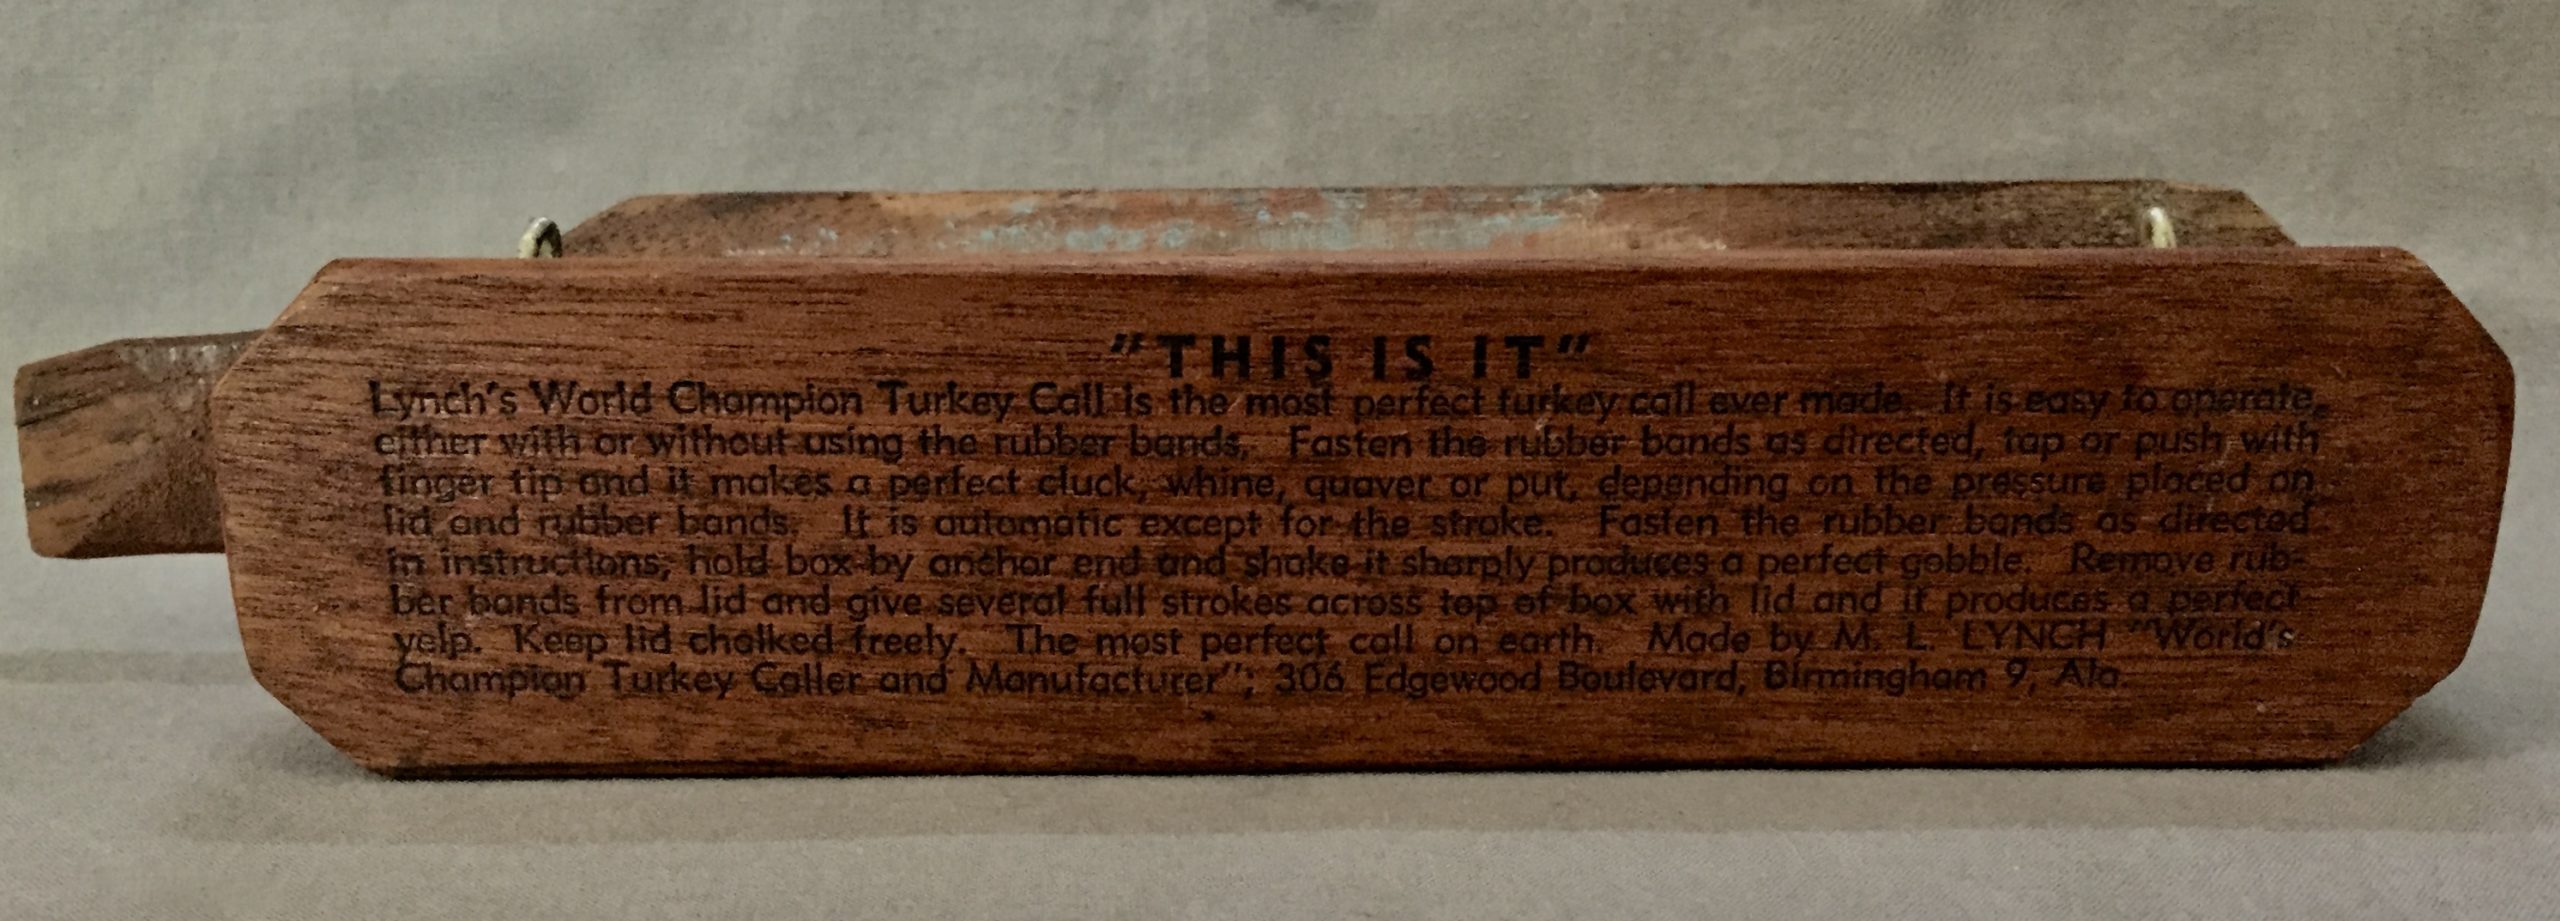 "THIS IS IT"
Lynch's World Champion Turkey Call is the most perfect turkey call ever made. It is easy to operate,
either with or without using the rubber bands. Fasten the rubber bands as directed, tap or push with
finger tip and it makes a perfect cluck, whine, quaver or put, depending on the pressure placed on
lid and rubber bands. It is automatic except for the stroke. Fasten the rubber bands as directed
in instructions, hold box by anchor end and shake it sharply produces a perfect gobble. Remove rub-
ber bands from lid and give several full strokes across top of box with lid and it produces a perfect
yelp. Keep lid chalked freely. The most perfect call on earth. Made by M. L. LYNCH "World's
Champion Turkey Caller and Manufacturer"; 306 Edgewood Boulevard, Birmingham 9, Ala.